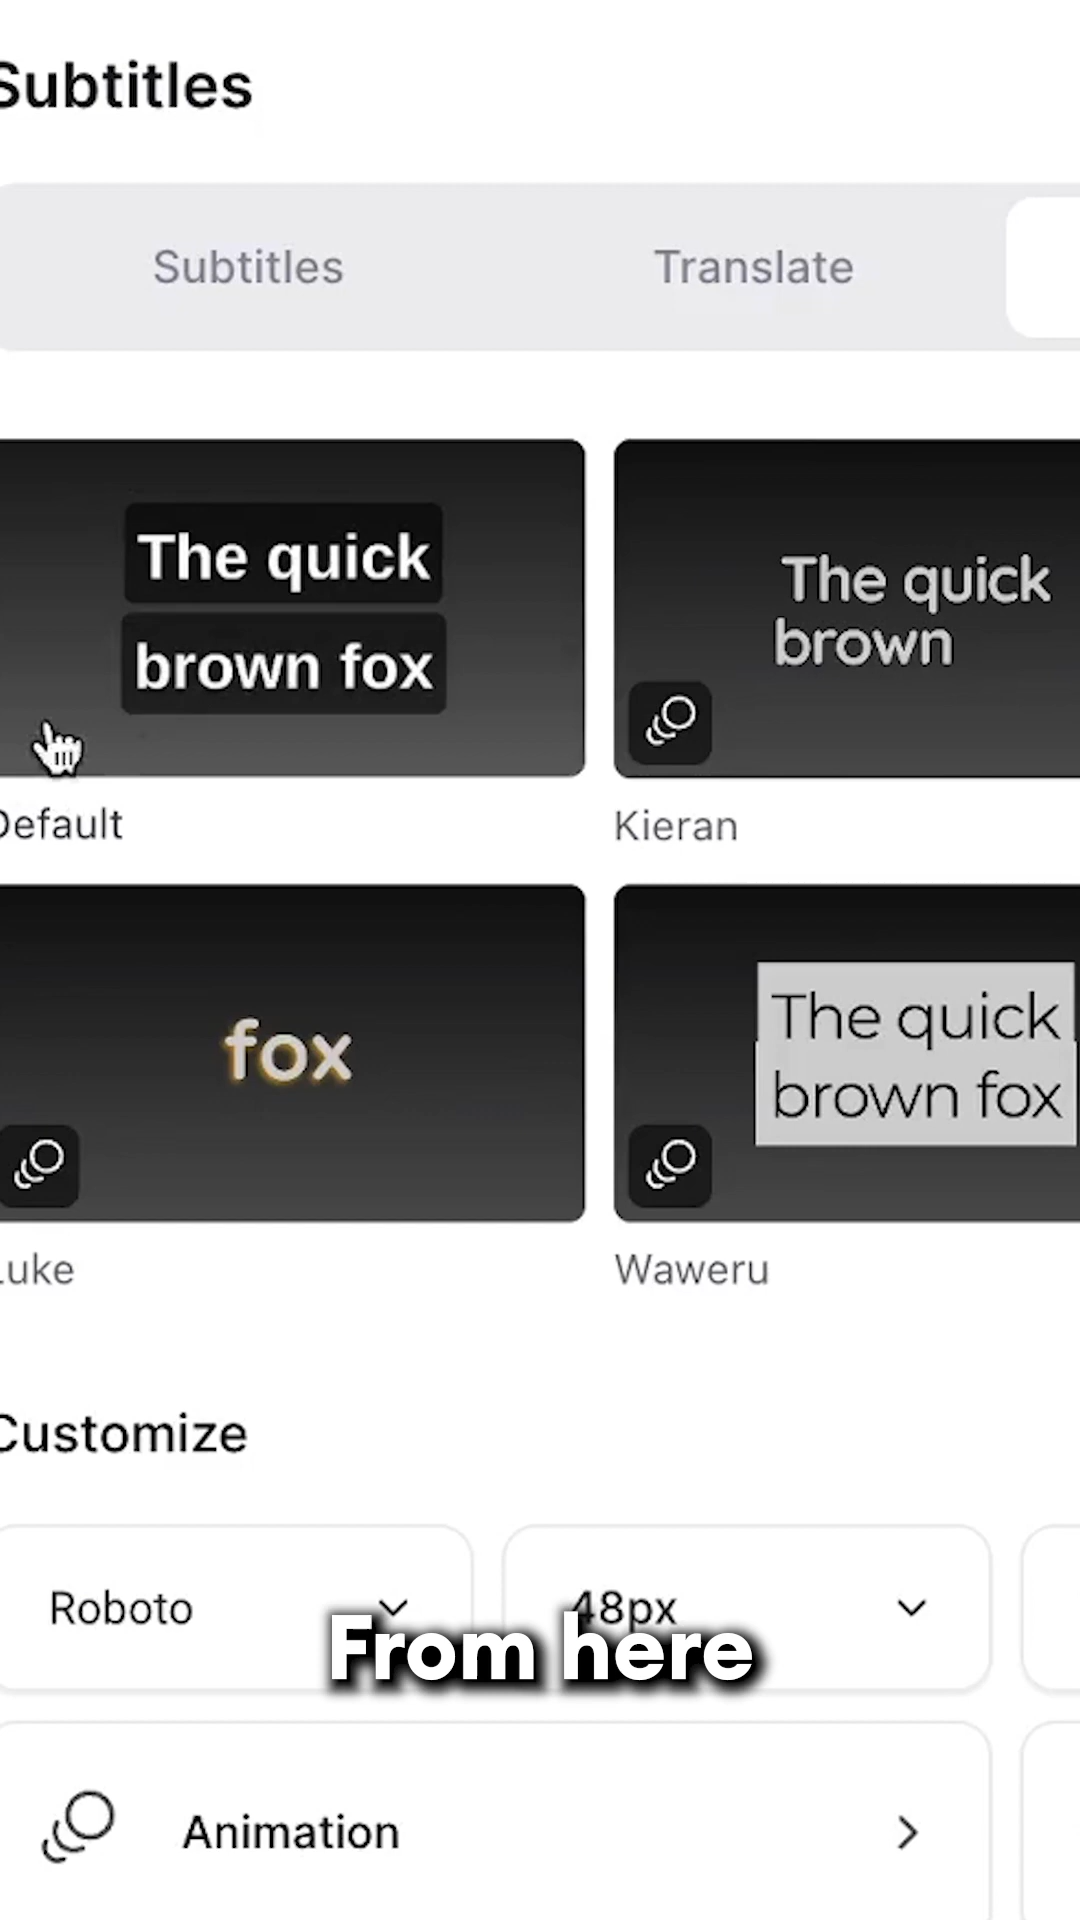 Subtitles
Subtitles
Translate
The quick
brown fox
The quick
brown
Default
Kieran
fox
The quick
brown fox
Luke
Waweru
Customize
Roboto
48px
From here
Animation